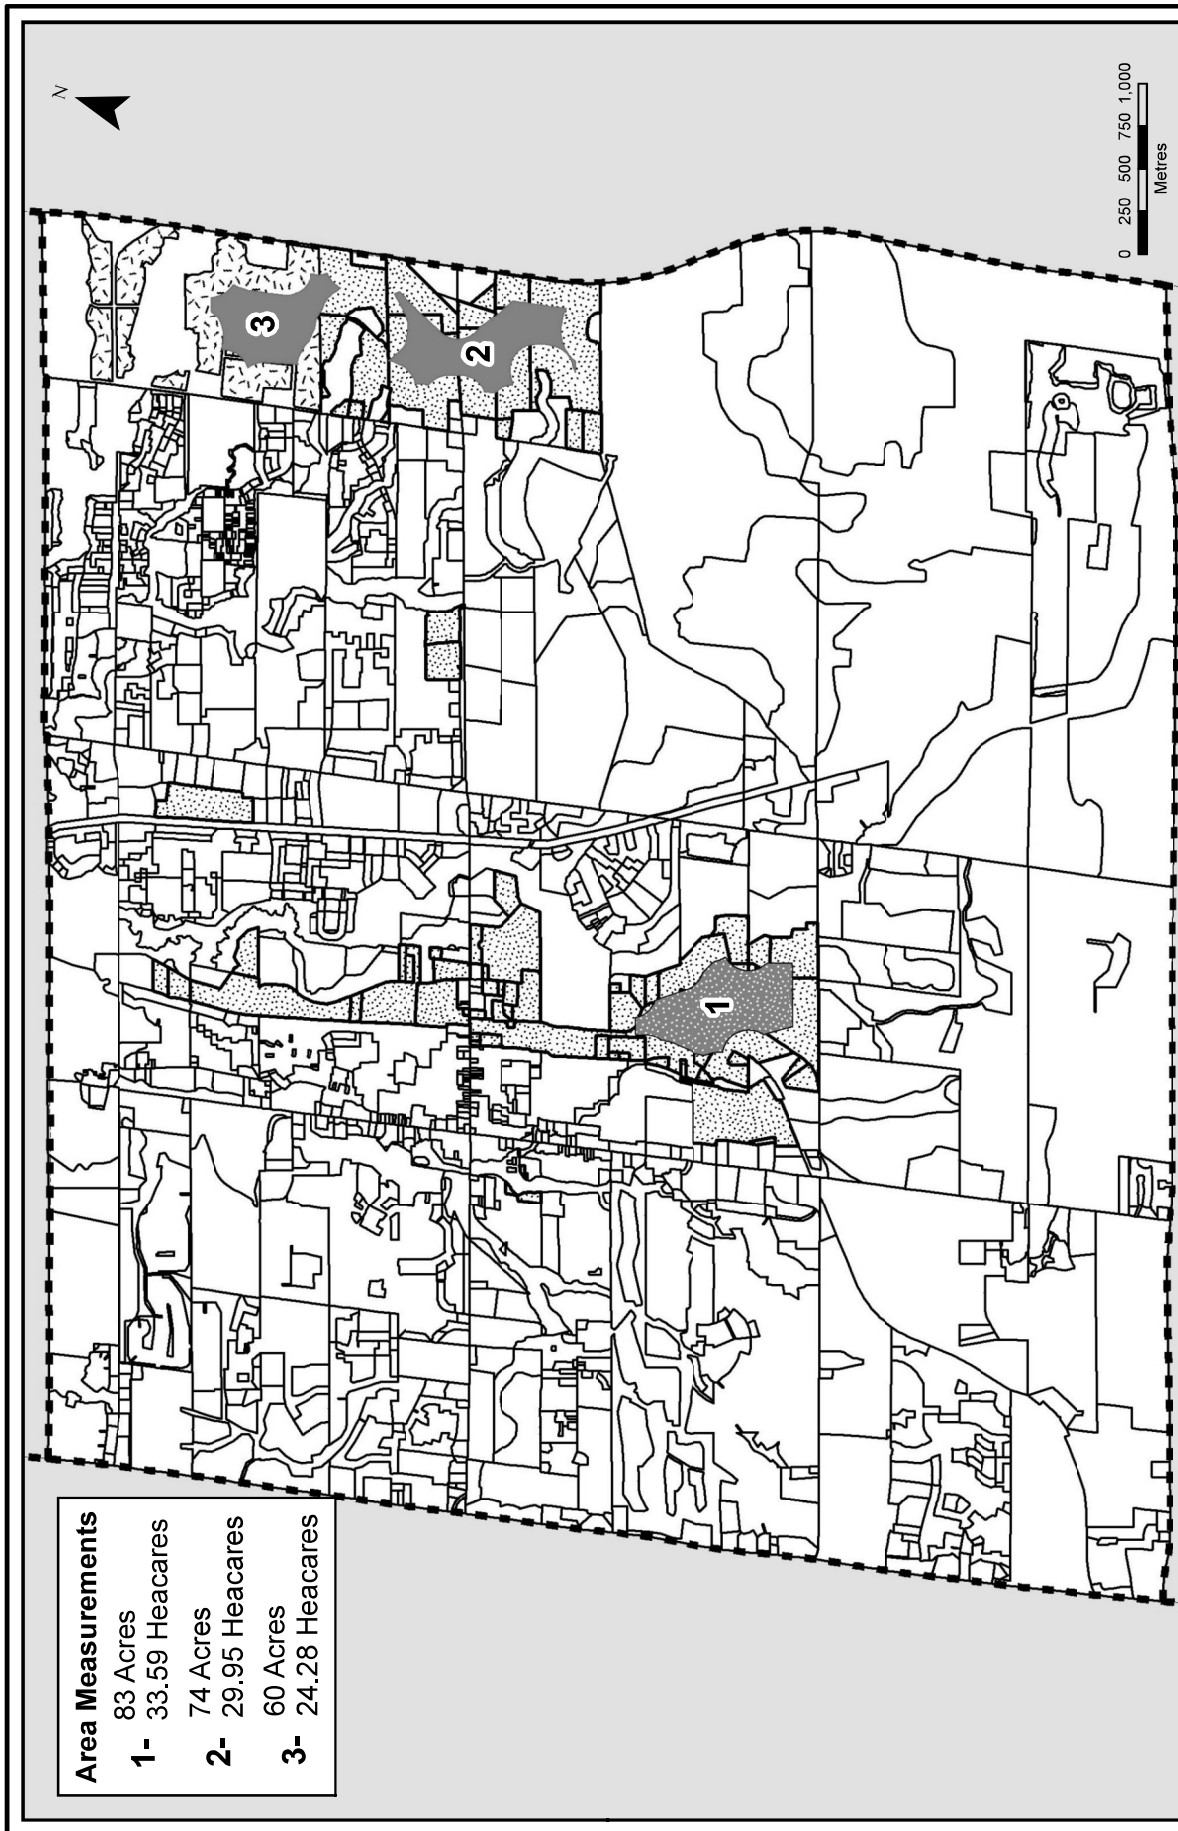 Area Measurements
1- 83 Acres
33.59 Heacares
2- 74 Acres
29.95 Heacares
3- 60 Acres
24.28 Heacares
1
2
3
N
0 250 500 750 1,000
Metres